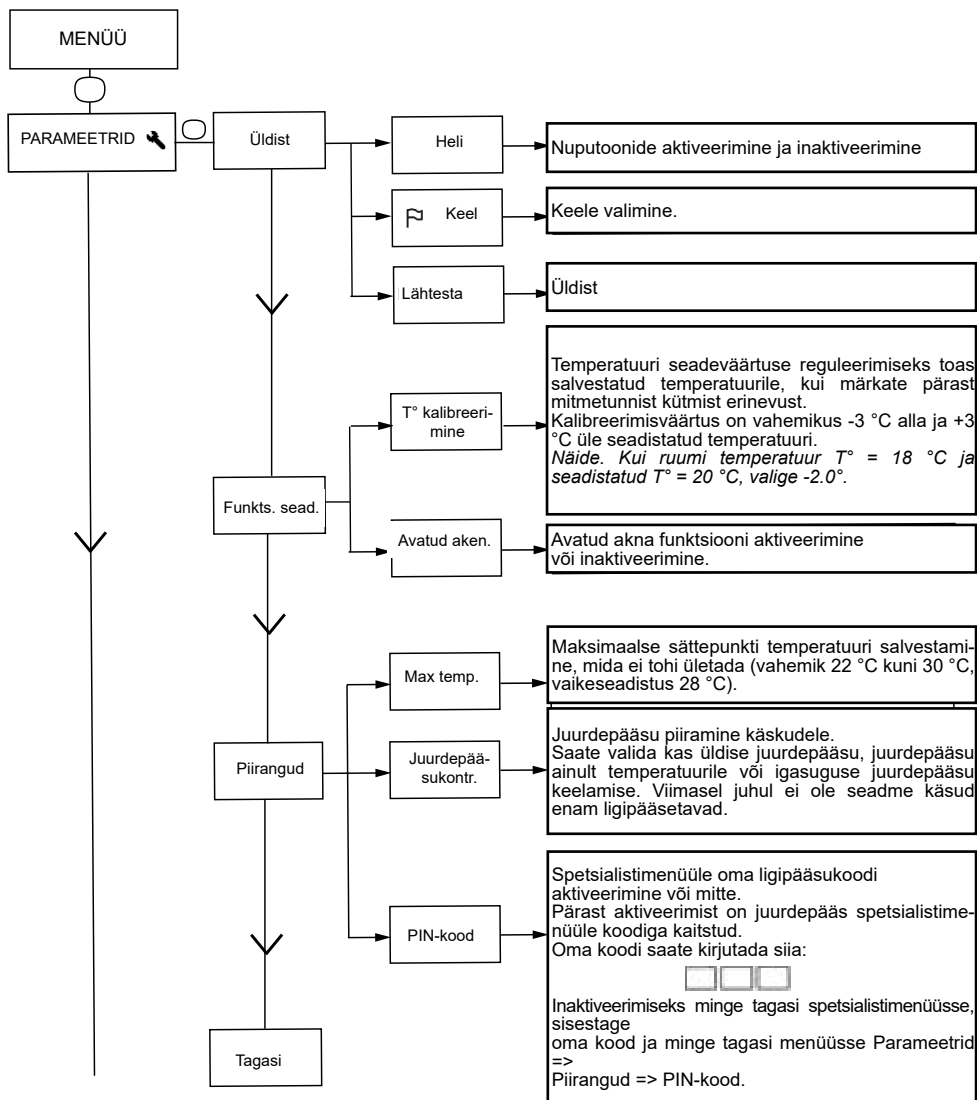 MENÜÜ
PARAMEETRID
Üldist
Heli
Nuputoonide aktiveerimine ja inaktiveerimine
Keel
Keele valimine.
Lähtesta
Üldist
T° kalibreeri-
mine
Temperatuuri seadeväärtuse reguleerimiseks toas
salvestatud temperatuurile, kui märkate pärast
mitmetunnist kütmist erinevust.
Kalibreerimisväärtus on vahemikus -3 °C alla ja +3
°C üle seadistatud temperatuuri.
Näide. Kui ruumi temperatuur T° = 18 °C ja
seadistatud T° = 20 °C, valige -2.0°.
Funkts. sead.
Avatud aken.
Avatud akna funktsiooni aktiveerimine
või inaktiveerimine.
Max temp.
Maksimaalse sättepunkti temperatuuri salvestami-
ne, mida ei tohi ületada (vahemik 22 °C kuni 30 °C,
vaikeseadistus 28 °C).
Piirangud
Juurdepää-
sukontr.
Juurdepääsu piiramine käskudele.
Saate valida kas üldise juurdepääsu, juurdepääsu
ainult temperatuurile või igasuguse juurdepääsu
keelamise. Viimasel juhul ei ole seadme käsud
enam ligipääsetavad.
PIN-kood
Spetsialistimenüüle oma ligipääsukoodi
aktiveerimine või mitte.
Pärast aktiveerimist on juurdepääs spetsialistime-
nüüle koodiga kaitstud.
Oma koodi saate kirjutada siia:
Inaktiveerimiseks minge tagasi spetsialistimenüüsse,
sisestage
oma kood ja minge tagasi menüüsse Parameetrid
=>
Piirangud => PIN-kood.
Tagasi